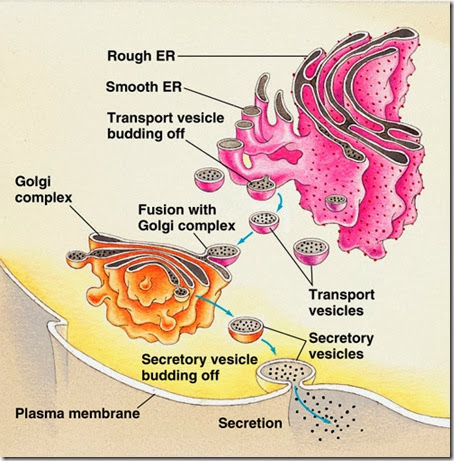 Rough ER
Smooth ER
Transport vesicle
budding off
Golgi
complex
Fusion with
Golgi complex
Transport
vesicles
Secretory
vesicles
Secretory vesicle
budding off
Plasma membrane
Secretion